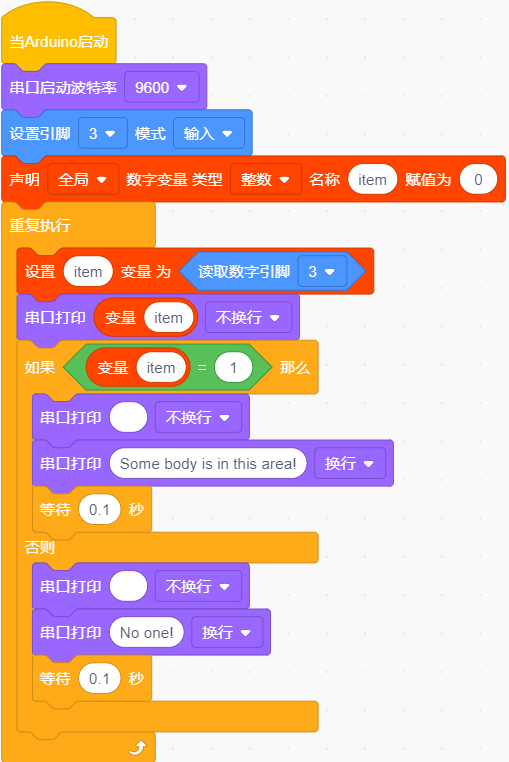 当Arduino启动
串口启动波特率 9600
设置引脚 3 模式 输入
声明 全局 数字变量 类型 整数 名称 item 赋值为 0
重复执行
设置 item 变量 为 读取数字引脚 3
串口打印 变量 item 不换行
如果 变量 item = 1 那么
串口打印 不换行
串口打印 Some body is in this area! 换行
等待 0.1 秒
否则
串口打印 不换行
串口打印 No one! 换行
等待 0.1 秒